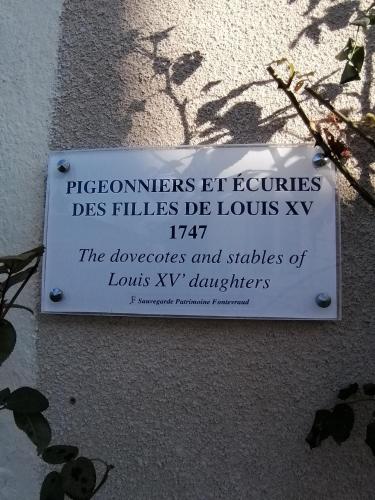 PIGEONNIERS ET ÉCURIES
DES FILLES DE LOUIS XV
1747
The dovecotes and stables of
Louis XV' daughters
Sauvegarde Patrimoine Fontevraud